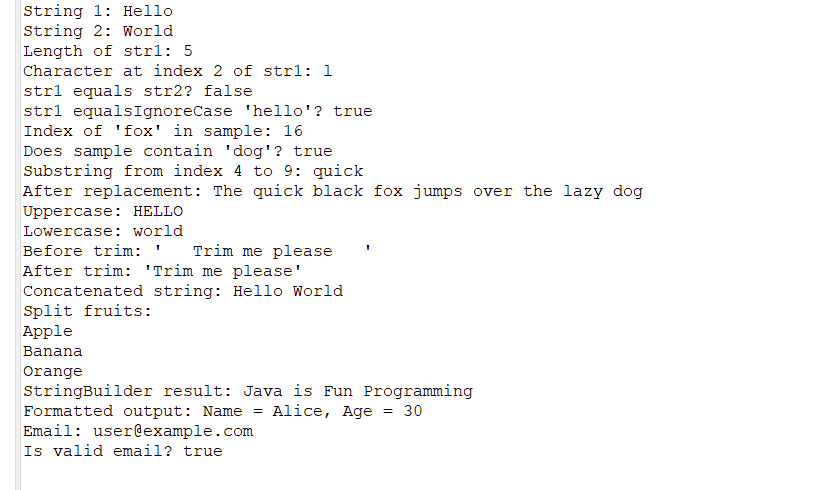 String 1: Hello
String 2: World
Length of str1: 5
Character at index 2 of str1: l
str1 equals str2? false
str1 equalsIgnoreCase 'hello'? true
Index of 'fox' in sample: 16
Does sample contain 'dog'? true
Substring from index 4 to 9: quick
After replacement: The quick black fox jumps over the lazy dog
Uppercase: HELLO
Lowercase: world
Before trim: '   Trim me please   '
After trim: 'Trim me please'
Concatenated string: Hello World
Split fruits:
Apple
Banana
Orange
StringBuilder result: Java is Fun Programming
Formatted output: Name = Alice, Age = 30
Email: user@example.com
Is valid email? true